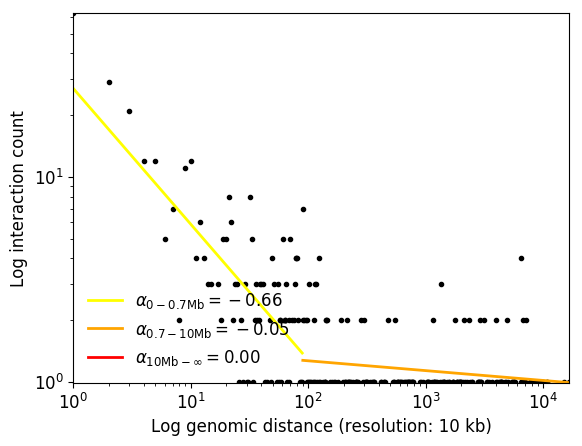 Log interaction count
10¹
10⁰
α₀₋₀.₇Mb = −0.66
α₀.₇₋₁₀Mb = −0.05
α₁₀Mb₋∞ = 0.00
10⁰ 10¹ 10² 10³ 10⁴
Log genomic distance (resolution: 10 kb)